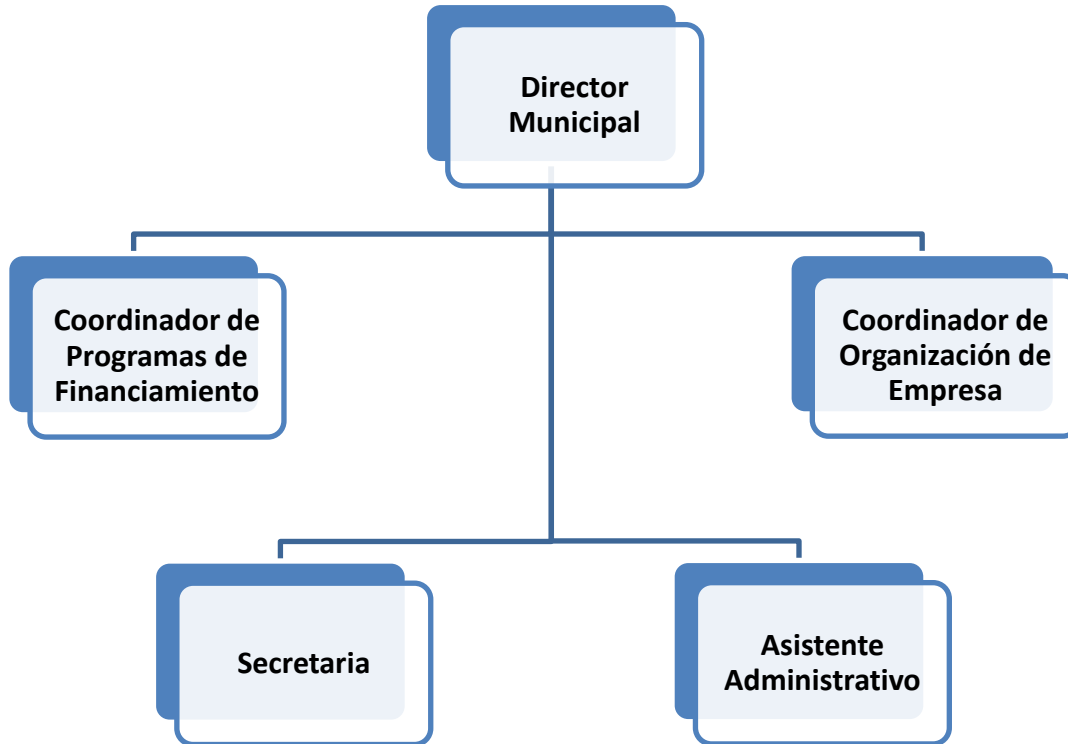 Director
Municipal
Coordinador de
Programas de
Financiamiento
Coordinador de
Organización de
Empresa
Secretaria
Asistente
Administrativo